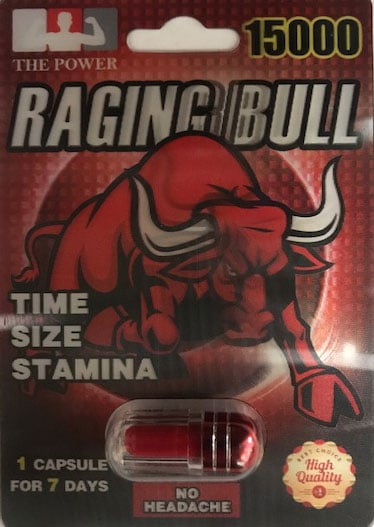 15000
THE POWER
RAGING BULL
TIME
SIZE
STAMINA
1 CAPSULE
FOR 7 DAYS
NO
HEADACHE
BEST CHOICE
High
Quality